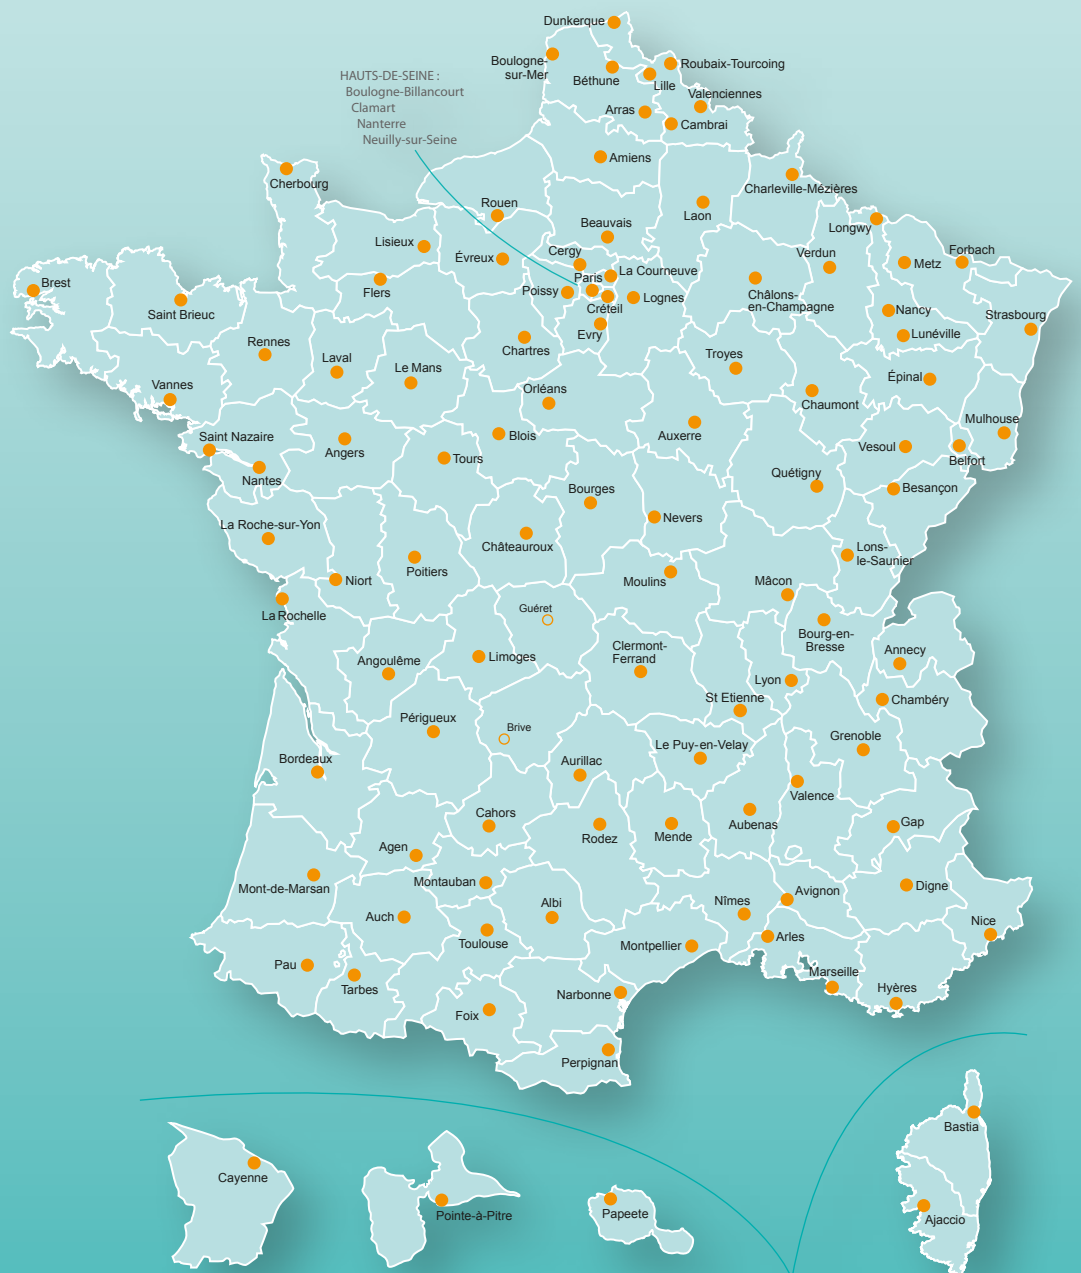 Dunkerque
Boulogne-
sur-Mer
Béthune
Roubaix-Tourcoing
Lille
Valenciennes
HAUTS-DE-SEINE :
Boulogne-Billancourt
Clamart
Nanterre
Neuilly-sur-Seine
Arras
Cambrai
Amiens
Cherbourg
Charleville-Mézières
Rouen
Laon
Beauvais
Longwy
Lisieux
Évreux
Cergy
Verdun
Forbach
Metz
Brest
Flers
Paris
La Courneuve
Poissy
Lognes
Créteil
Châlons-
en-Champagne
Saint Brieuc
Nancy
Strasbourg
Evry
Lunéville
Rennes
Chartres
Laval
Le Mans
Troyes
Épinal
Vannes
Orléans
Chaumont
Mulhouse
Saint Nazaire
Angers
Blois
Auxerre
Vesoul
Belfort
Tours
Nantes
Quétigny
Besançon
Bourges
La Roche-sur-Yon
Nevers
Châteauroux
Lons-
le-Saunier
Poitiers
Niort
Moulins
Mâcon
La Rochelle
Guéret
Bourg-en-
Bresse
Clermont-
Ferrand
Annecy
Angoulême
Limoges
Lyon
St Etienne
Chambéry
Périgueux
Brive
Grenoble
Le Puy-en-Velay
Bordeaux
Aurillac
Valence
Cahors
Rodez
Mende
Aubenas
Gap
Agen
Mont-de-Marsan
Montauban
Digne
Avignon
Auch
Albi
Nîmes
Nice
Toulouse
Montpellier
Arles
Pau
Tarbes
Marseille
Hyères
Narbonne
Foix
Perpignan
Bastia
Cayenne
Pointe-à-Pitre
Papeete
Ajaccio